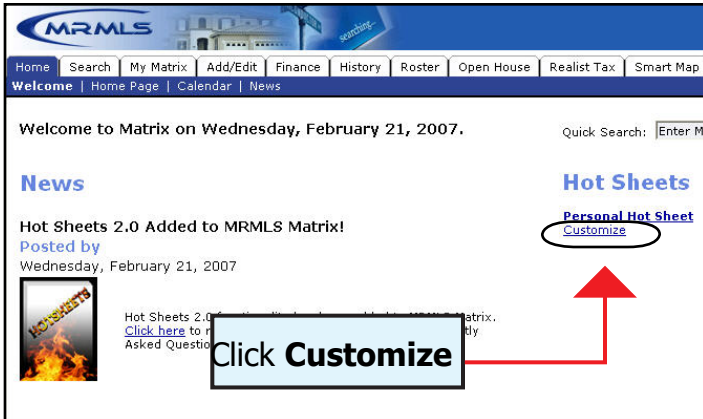 MRMLS
searching...
Home Search My Matrix Add/Edit Finance History Roster Open House Realist Tax Smart Map
Welcome | Home Page | Calendar | News
Welcome to Matrix on Wednesday, February 21, 2007.
Quick Search: Enter M
News
Hot Sheets 2.0 Added to MRMLS Matrix!
Posted by
Wednesday, February 21, 2007
HOTSHEETS
Hot Sheets 2.0 atrix.
Click here to tly
Asked Questio
Click Customize
Hot Sheets
Personal Hot Sheet
Customize